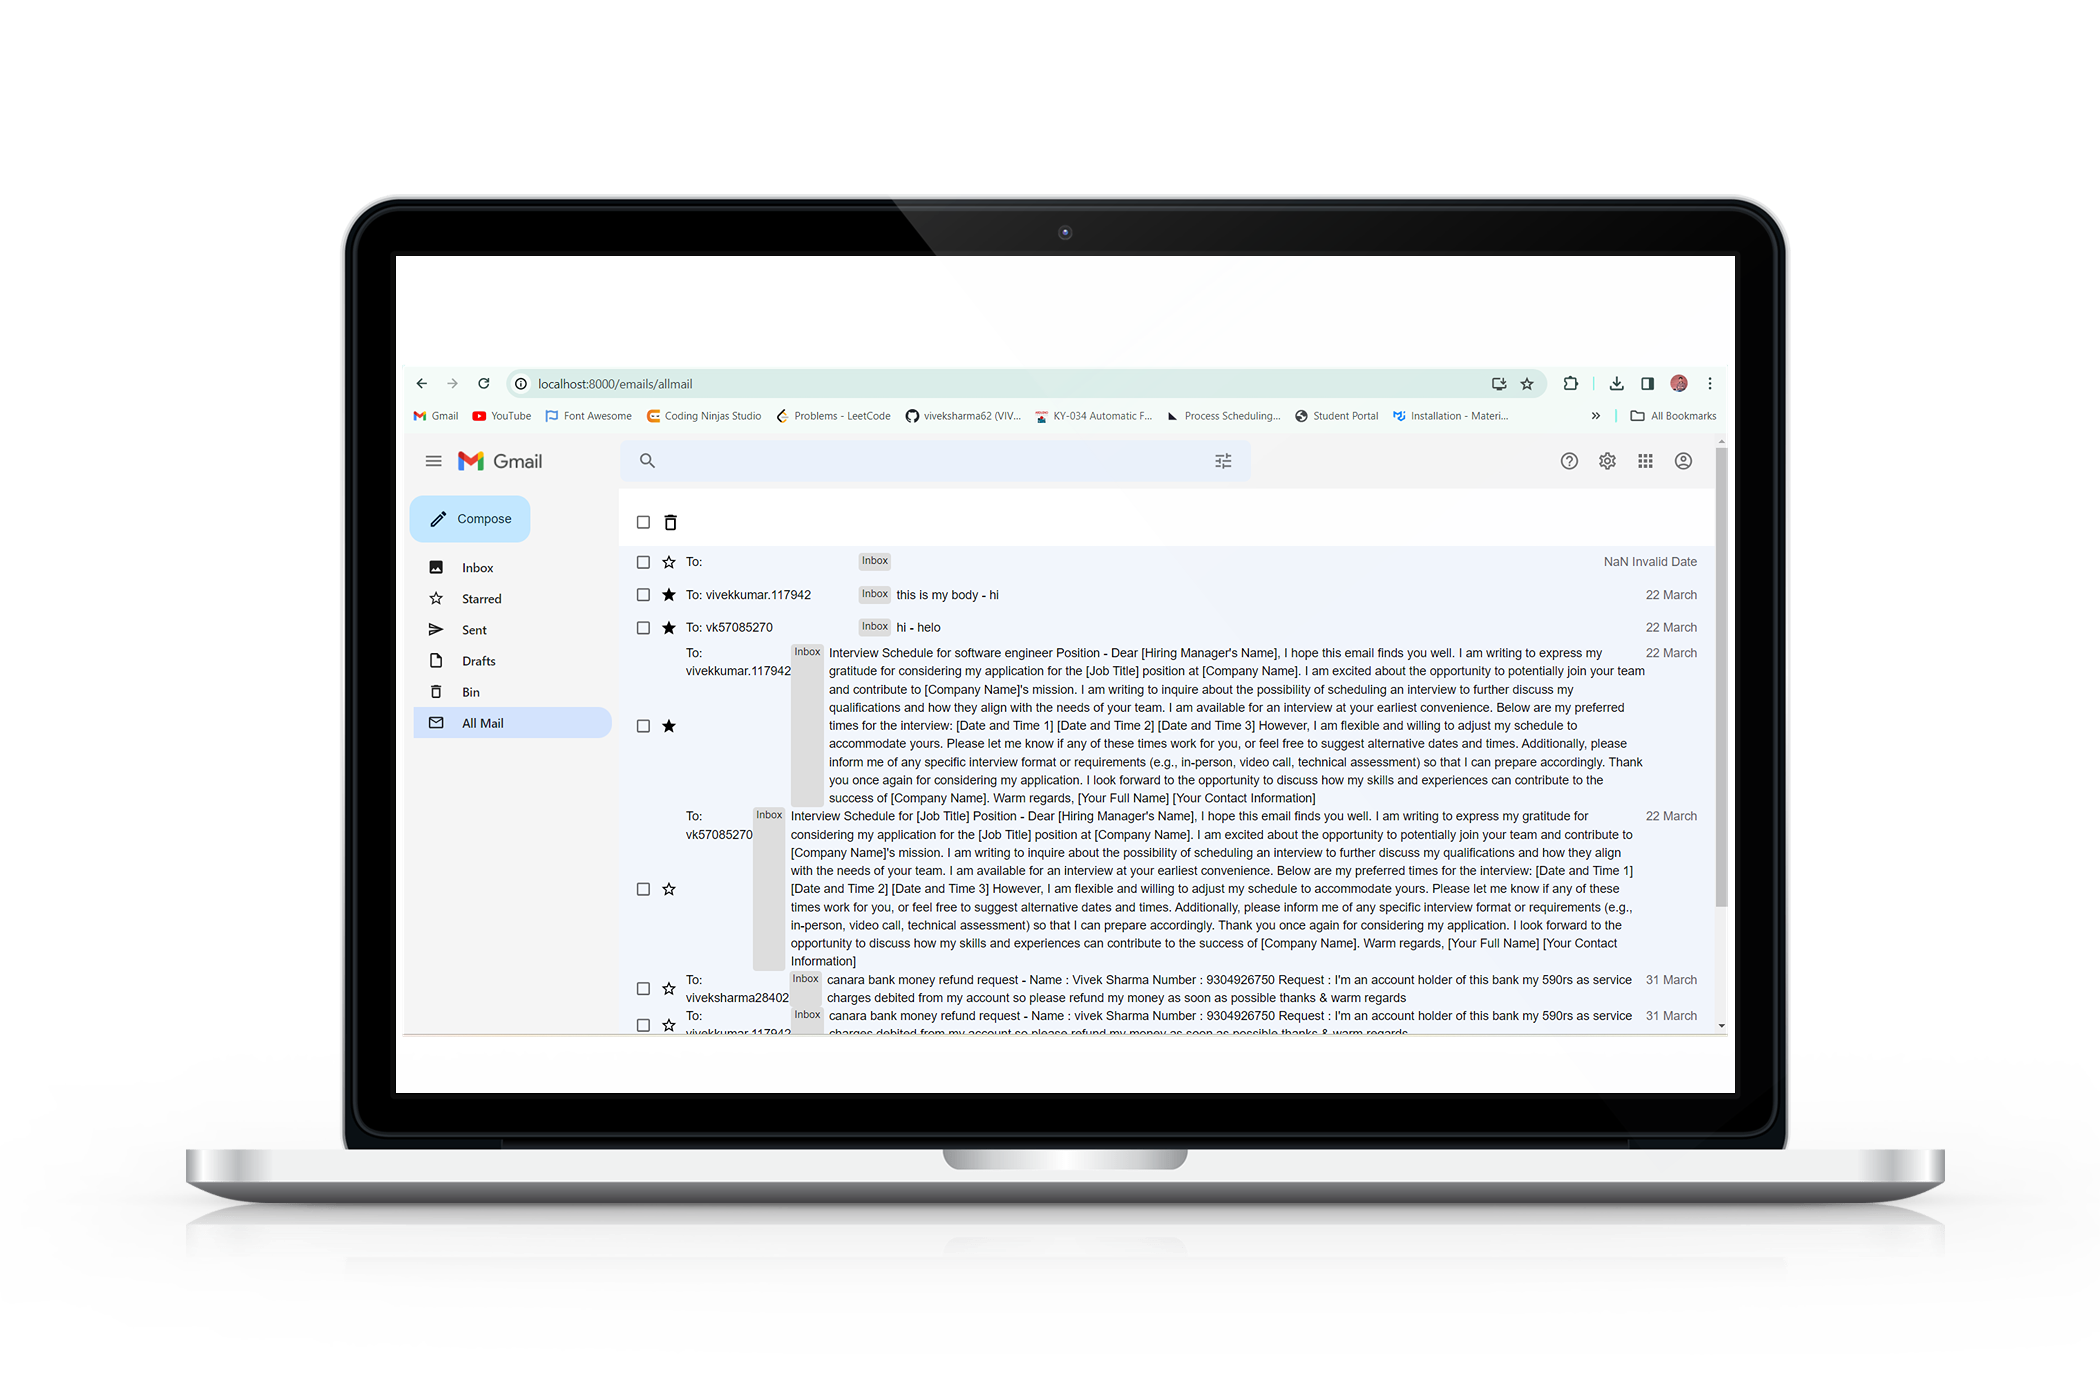 localhost:8000/emails/allmail
Gmail YouTube Font Awesome Coding Ninjas Studio Problems - LeetCode viveksharma62 (VIV... KY-034 Automatic F... Process Scheduling... Student Portal Installation - Materi... » All Bookmarks
Gmail
Compose
Inbox
Starred
Sent
Drafts
Bin
All Mail
To: Inbox NaN Invalid Date
To: vivekkumar.117942 Inbox this is my body - hi 22 March
To: vk57085270 Inbox hi - helo 22 March
To: Inbox Interview Schedule for software engineer Position - Dear [Hiring Manager's Name], I hope this email finds you well. I am writing to express my 22 March
vivekkumar.117942 gratitude for considering my application for the [Job Title] position at [Company Name]. I am excited about the opportunity to potentially join your team
and contribute to [Company Name]'s mission. I am writing to inquire about the possibility of scheduling an interview to further discuss my
qualifications and how they align with the needs of your team. I am available for an interview at your earliest convenience. Below are my preferred
times for the interview: [Date and Time 1] [Date and Time 2] [Date and Time 3] However, I am flexible and willing to adjust my schedule to
accommodate yours. Please let me know if any of these times work for you, or feel free to suggest alternative dates and times. Additionally, please
inform me of any specific interview format or requirements (e.g., in-person, video call, technical assessment) so that I can prepare accordingly. Thank
you once again for considering my application. I look forward to the opportunity to discuss how my skills and experiences can contribute to the
success of [Company Name]. Warm regards, [Your Full Name] [Your Contact Information]
To: Inbox Interview Schedule for [Job Title] Position - Dear [Hiring Manager's Name], I hope this email finds you well. I am writing to express my gratitude for 22 March
vk57085270 considering my application for the [Job Title] position at [Company Name]. I am excited about the opportunity to potentially join your team and contribute to
[Company Name]'s mission. I am writing to inquire about the possibility of scheduling an interview to further discuss my qualifications and how they align
with the needs of your team. I am available for an interview at your earliest convenience. Below are my preferred times for the interview: [Date and Time 1]
[Date and Time 2] [Date and Time 3] However, I am flexible and willing to adjust my schedule to accommodate yours. Please let me know if any of these
times work for you, or feel free to suggest alternative dates and times. Additionally, please inform me of any specific interview format or requirements (e.g.,
in-person, video call, technical assessment) so that I can prepare accordingly. Thank you once again for considering my application. I look forward to the
opportunity to discuss how my skills and experiences can contribute to the success of [Company Name]. Warm regards, [Your Full Name] [Your Contact
Information]
To: Inbox canara bank money refund request - Name : Vivek Sharma Number : 9304926750 Request : I'm an account holder of this bank my 590rs as service 31 March
viveksharma28402 charges debited from my account so please refund my money as soon as possible thanks & warm regards
To: Inbox canara bank money refund request - Name : vivek Sharma Number : 9304926750 Request : I'm an account holder of this bank my 590rs as service 31 March
vivekkumar.117942 charges debited from my account so please refund my money as soon as possible thanks & warm regards